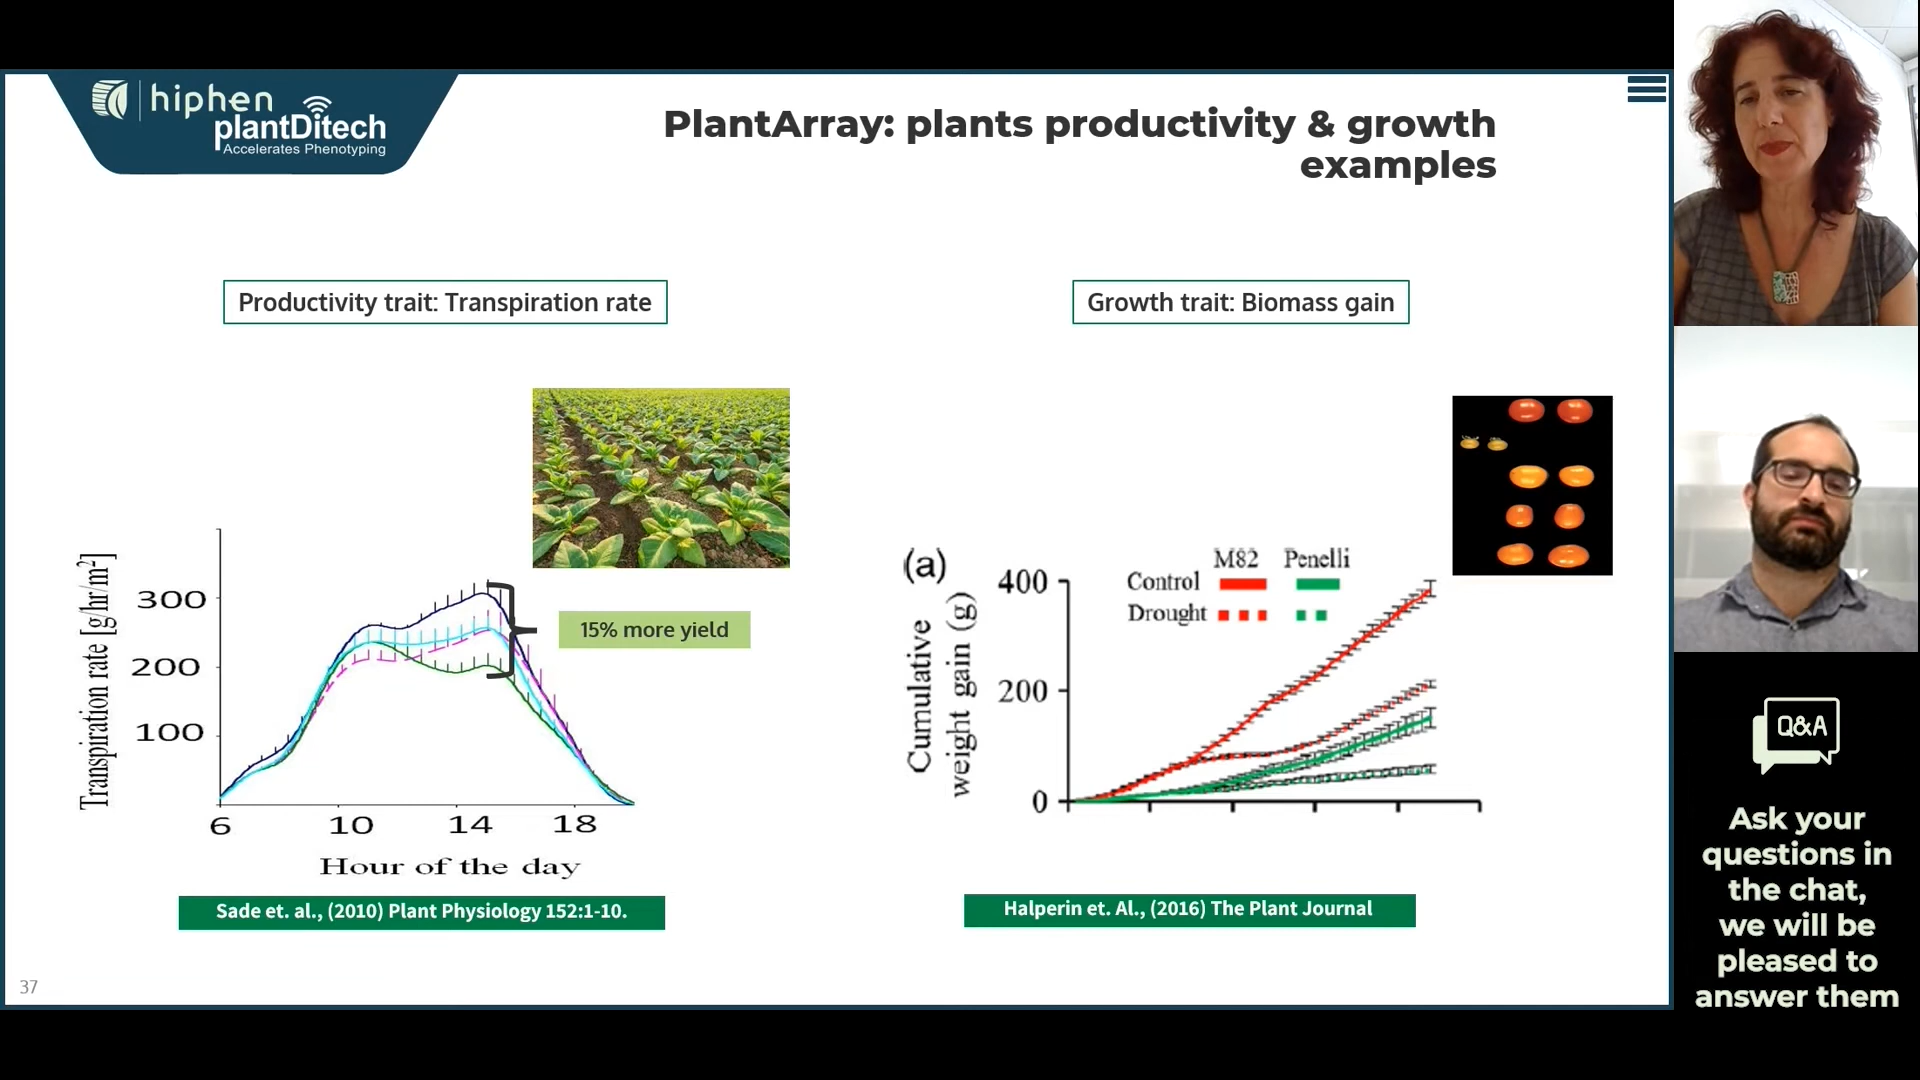 hiphen
plantDitech
Accelerates Phenotyping
PlantArray: plants productivity & growth
examples
Productivity trait: Transpiration rate
Growth trait: Biomass gain
Transpiration rate [g/hr/m²]
300
200
100
6
10
14
18
Hour of the day
15% more yield
Sade et. al., (2010) Plant Physiology 152:1-10.
(a)
Cumulative
weight gain (g)
400
200
0
M82
Penelli
Control
Drought
Halperin et. Al., (2016) The Plant Journal
37
Q&A
Ask your
questions in
the chat,
we will be
pleased to
answer them